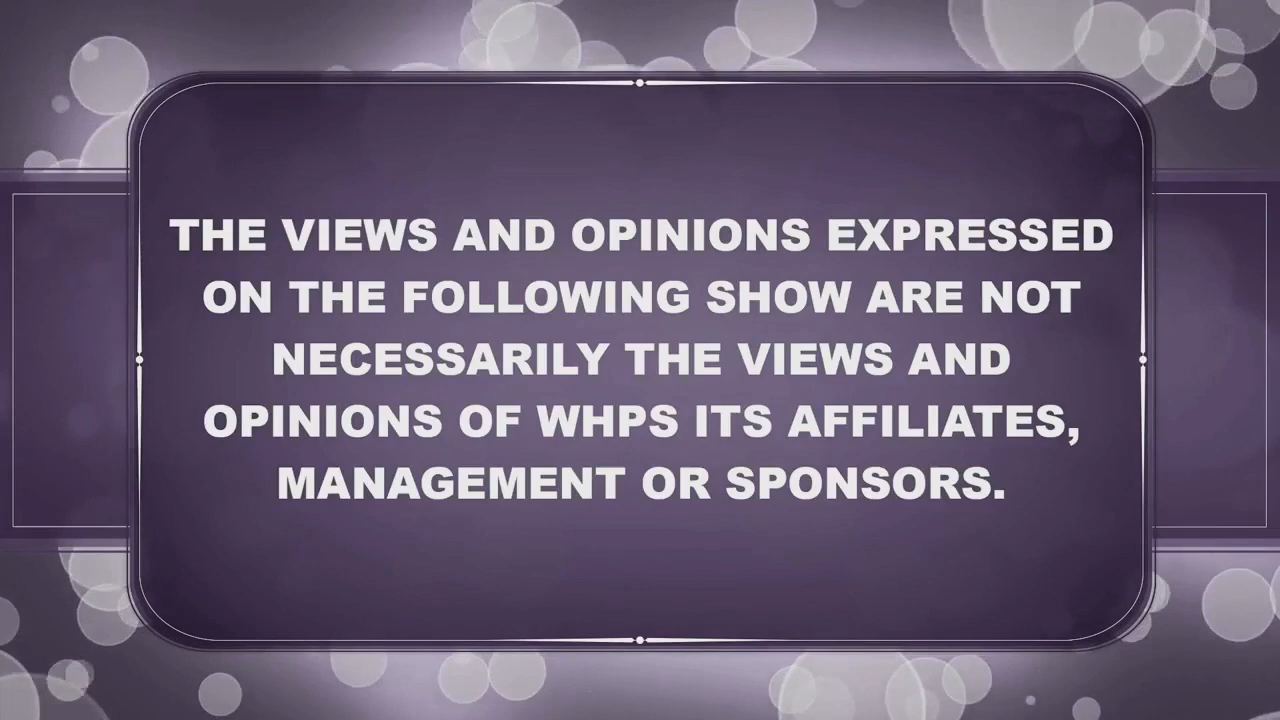 THE VIEWS AND OPINIONS EXPRESSED
ON THE FOLLOWING SHOW ARE NOT
NECESSARILY THE VIEWS AND
OPINIONS OF WHPS ITS AFFILIATES,
MANAGEMENT OR SPONSORS.